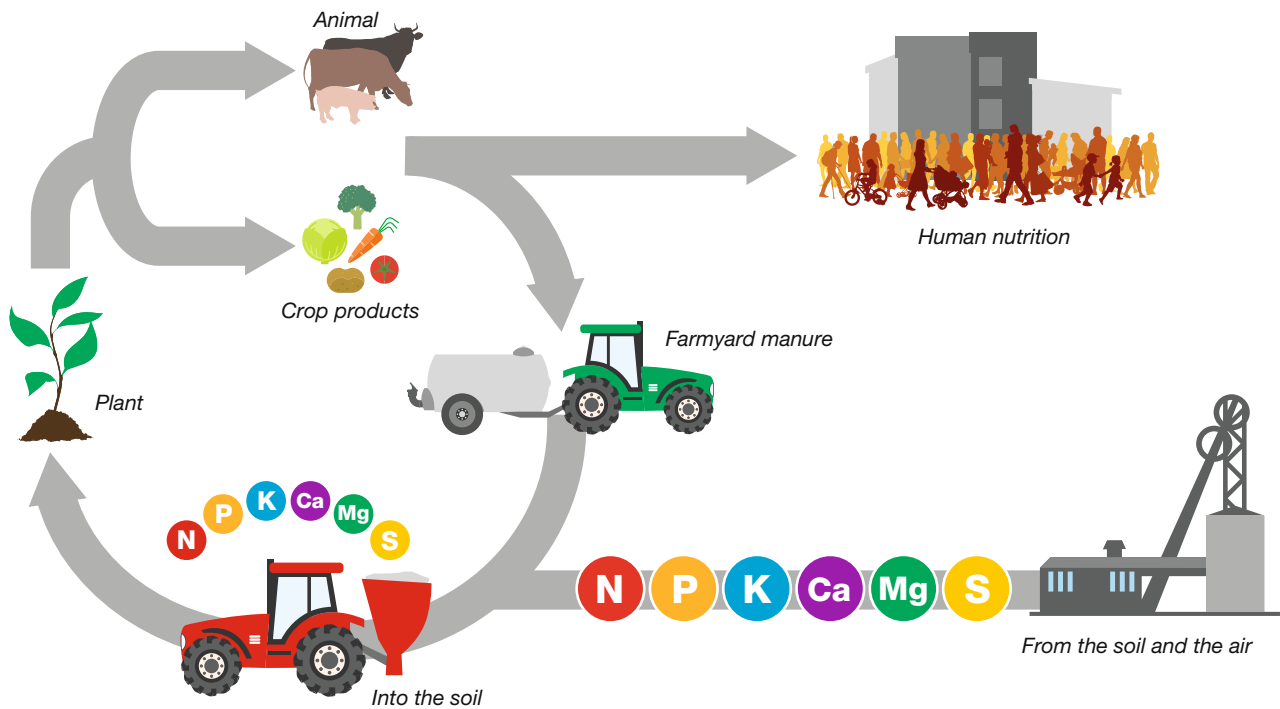 Animal
Human nutrition
Crop products
Farmyard manure
Plant
N P K Ca Mg S
N P K Ca Mg S
From the soil and the air
Into the soil